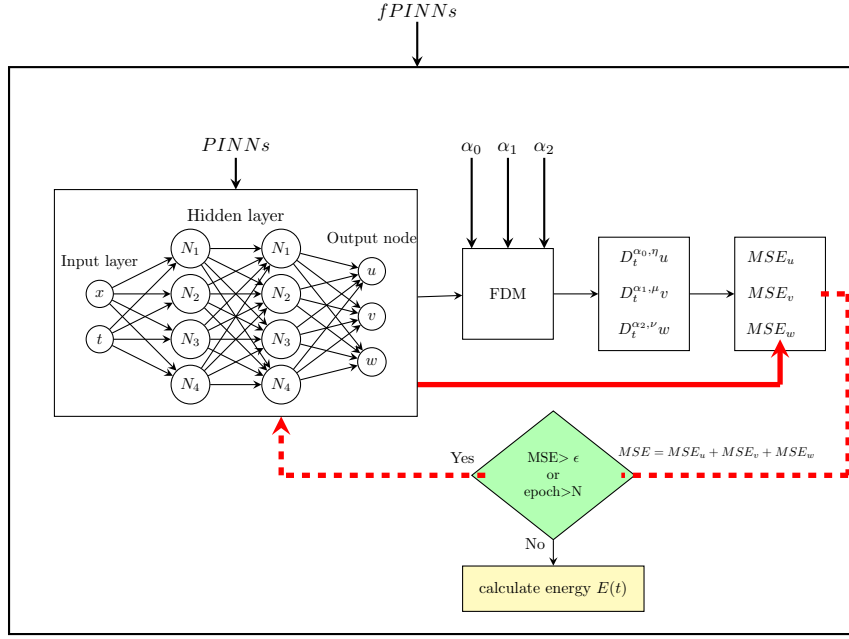 fPINNs
PINNs
α₀ α₁ α₂
Hidden layer
Output node
Input layer
N₁ N₁
u
D_t^{α₀,η}u
MSE_u
x
N₂ N₂
FDM
D_t^{α₁,μ}v
MSE_v
v
t
N₃ N₃
D_t^{α₂,ν}w
MSE_w
w
N₄ N₄
Yes
MSE> ϵ
or
epoch>N
MSE = MSE_u + MSE_v + MSE_w
No
calculate energy E(t)